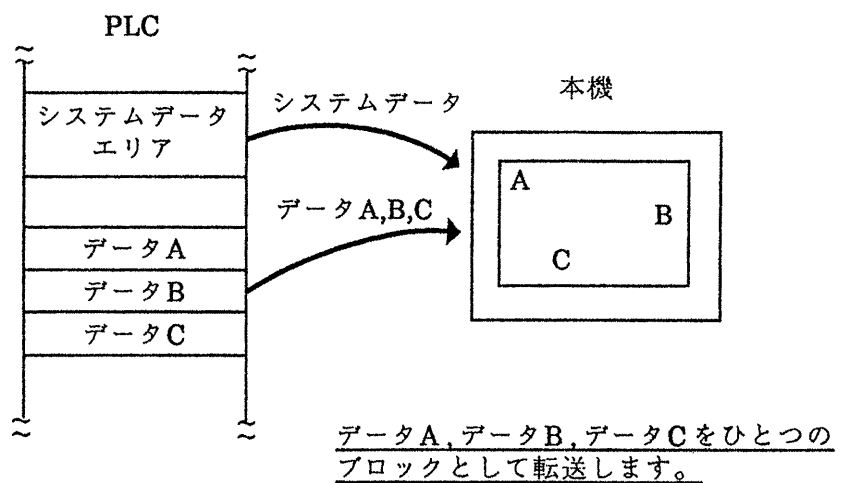 PLC
システムデータ
エリア
データA
データB
データC
システムデータ
データA,B,C
本機
A
B
C
データA,データB,データCをひとつの
ブロックとして転送します。